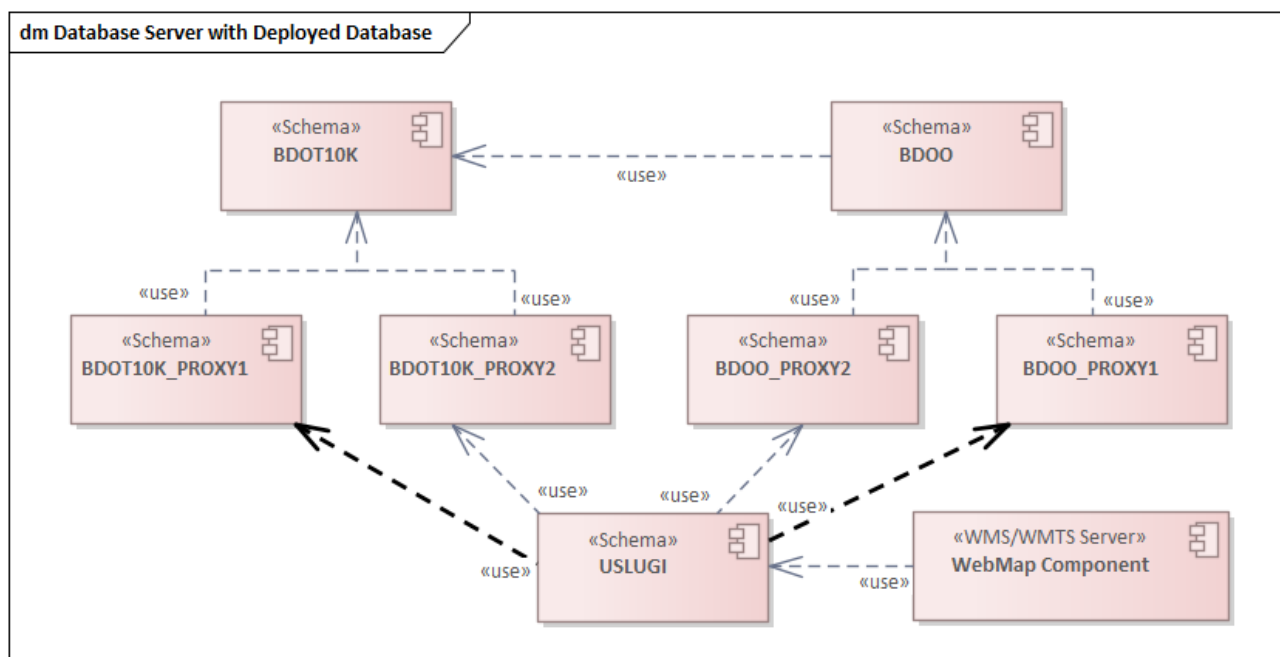 dm Database Server with Deployed Database
«Schema»
BDOT10K
«Schema»
BDOO
«use»
«use»
«use»
«use»
«use»
«Schema»
BDOT10K_PROXY1
«Schema»
BDOT10K_PROXY2
«Schema»
BDOO_PROXY2
«Schema»
BDOO_PROXY1
«use»
«use»
«use»
«Schema»
USLUGI
«WMS/WMTS Server»
WebMap Component
«use»
«use»